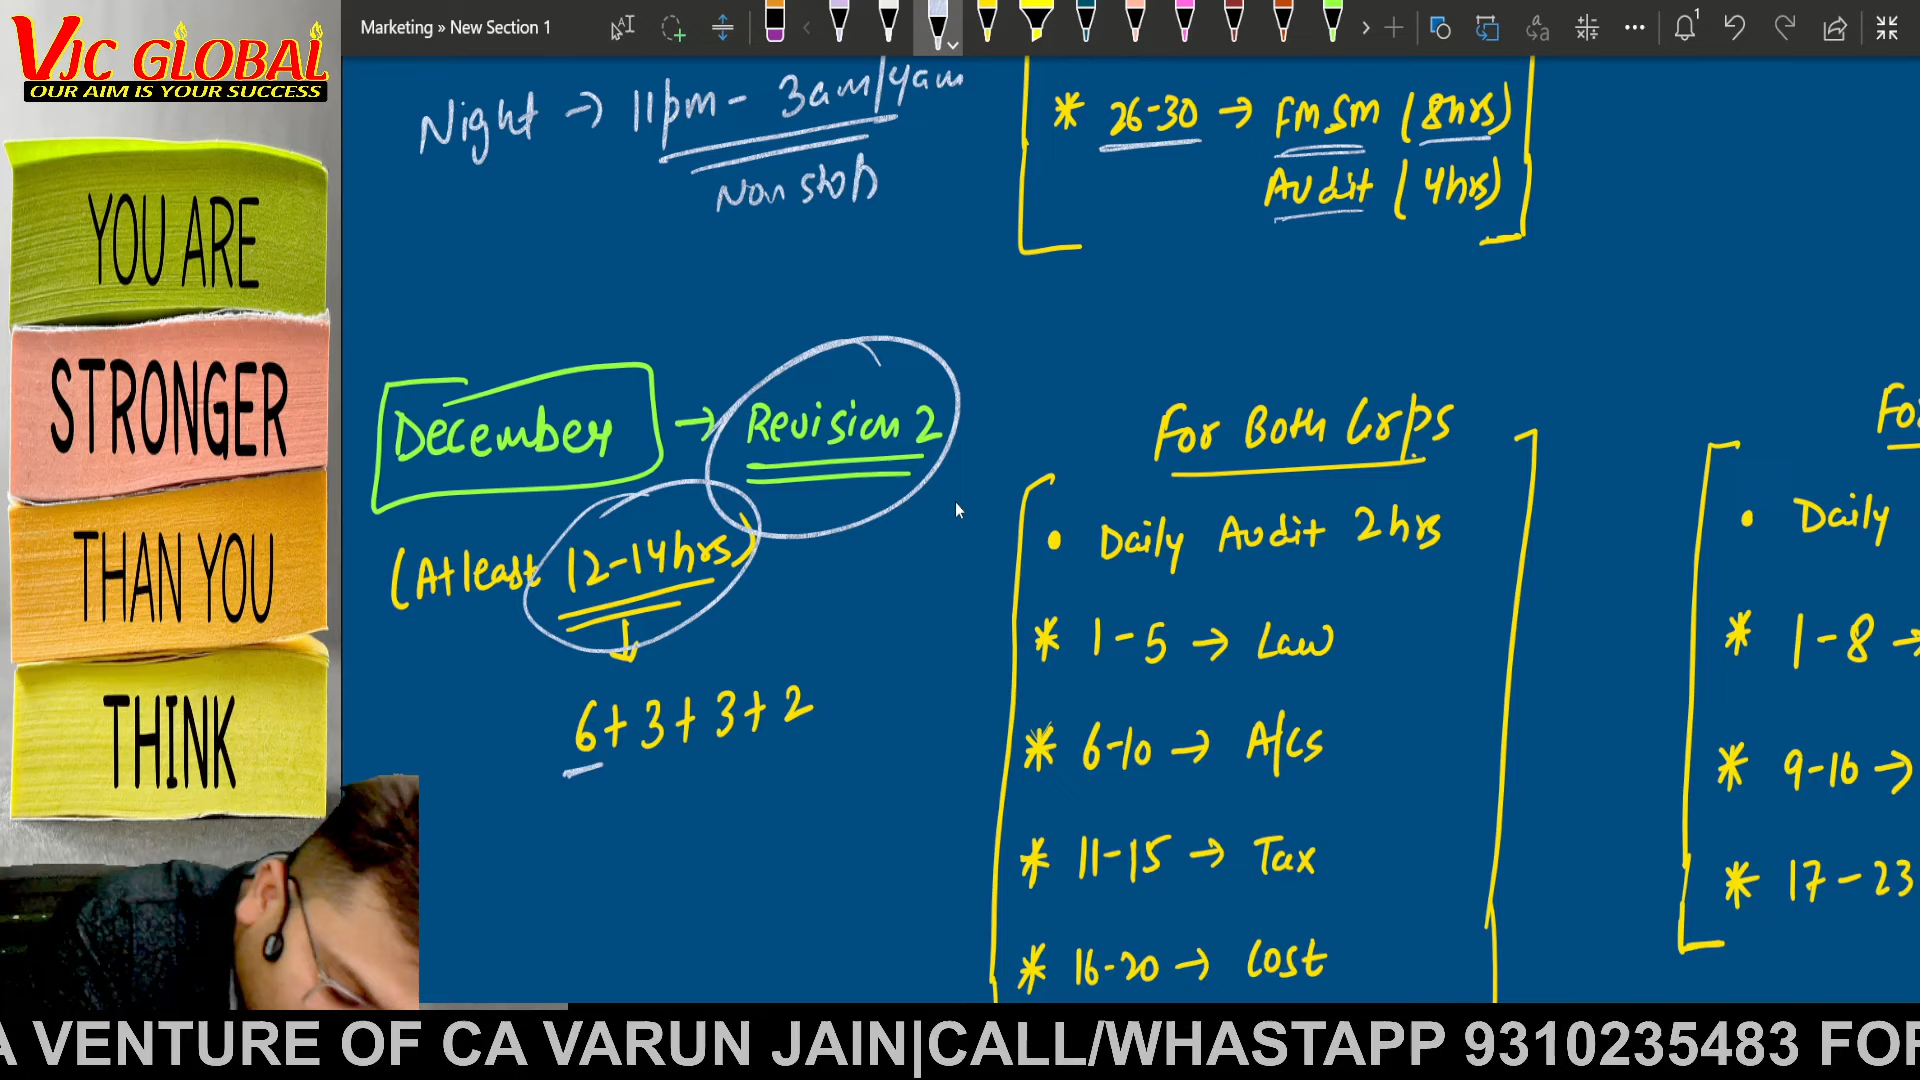 VJC GLOBAL
OUR AIM IS YOUR SUCCESS
YOU ARE
STRONGER
THAN YOU
THINK
Marketing » New Section 1
Night → 11pm - 3am/4am
Non stop
* 26-30 → FM SM (8hrs)
Audit (4hrs)
December → Revision 2
(Atleast 12-14hrs)
6+3+3+2
For Both Grps
• Daily Audit 2hrs
* 1-5 → Law
* 6-10 → A/cs
* 11-15 → Tax
* 16-20 → Cost
Fo
• Daily
* 1-8 →
* 9-16 →
* 17-23
A VENTURE OF CA VARUN JAIN|CALL/WHASTAPP 9310235483 FOR